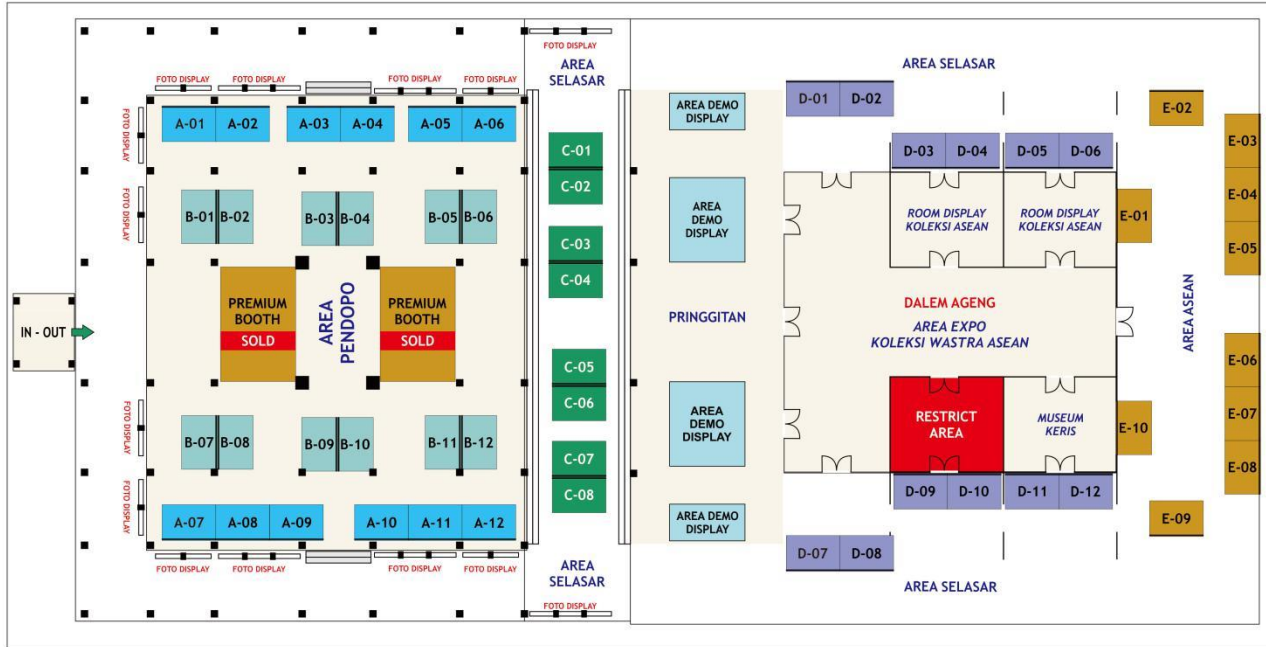 FOTO DISPLAY
AREA
SELASAR
AREA SELASAR
FOTO DISPLAY
FOTO DISPLAY
FOTO DISPLAY
FOTO DISPLAY
FOTO DISPLAY
A-01
A-02
A-03
A-04
A-05
A-06
AREA DEMO
DISPLAY
D-01
D-02
E-02
E-03
C-01
C-02
D-03
D-04
D-05
D-06
E-04
FOTO DISPLAY
B-01
B-02
B-03
B-04
B-05
B-06
AREA
DEMO
DISPLAY
ROOM DISPLAY
KOLEKSI ASEAN
ROOM DISPLAY
KOLEKSI ASEAN
E-01
E-05
C-03
C-04
PREMIUM
BOOTH
SOLD
AREA
PENDOPO
PREMIUM
BOOTH
SOLD
IN - OUT
PRINGGITAN
DALEM AGENG
AREA EXPO
KOLEKSI WASTRA ASEAN
AREA ASEAN
C-05
C-06
E-06
FOTO DISPLAY
B-07
B-08
B-09
B-10
B-11
B-12
AREA
DEMO
DISPLAY
RESTRICT
AREA
MUSEUM
KERIS
E-10
E-07
C-07
C-08
E-08
FOTO DISPLAY
A-07
A-08
A-09
A-10
A-11
A-12
AREA DEMO
DISPLAY
D-09
D-10
D-11
D-12
E-09
D-07
D-08
FOTO DISPLAY
FOTO DISPLAY
FOTO DISPLAY
FOTO DISPLAY
AREA
SELASAR
AREA SELASAR
FOTO DISPLAY